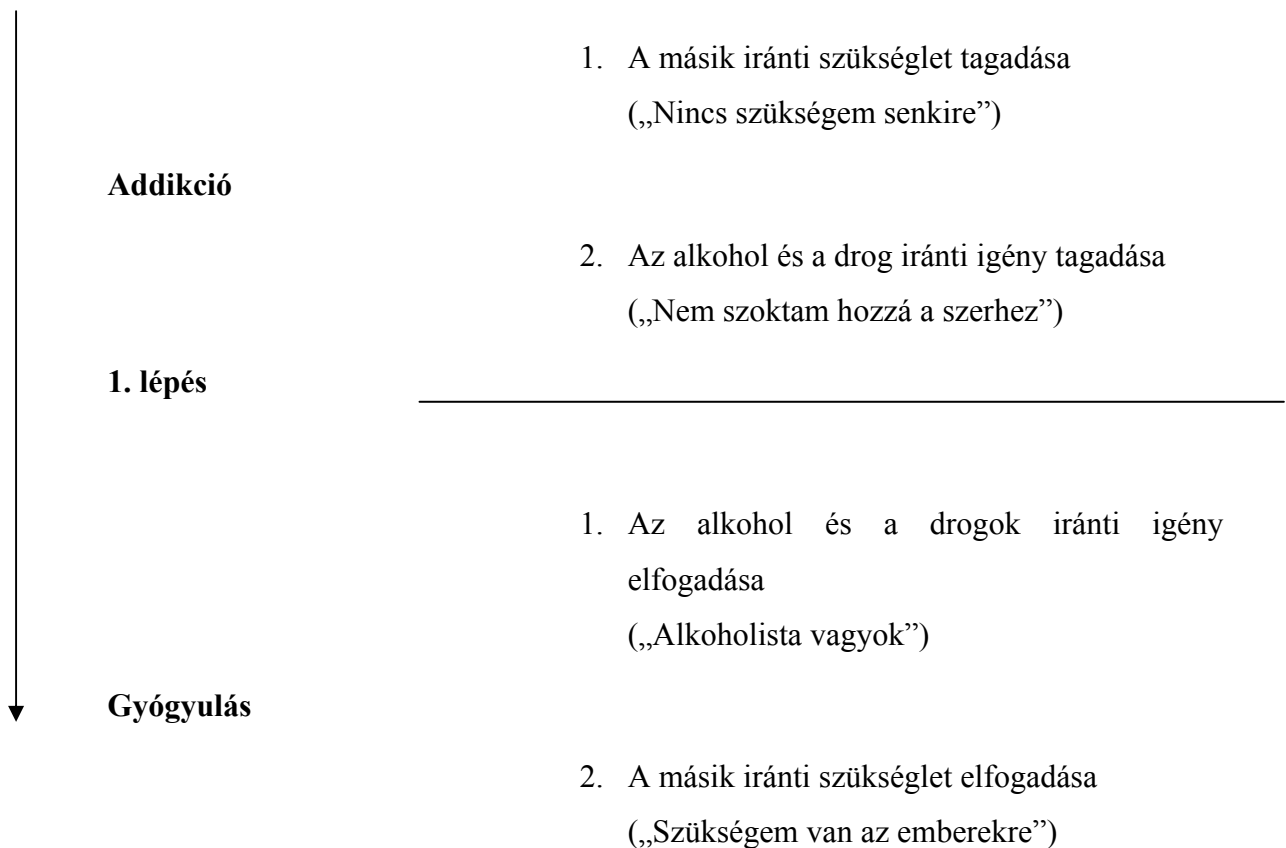 1. A másik iránti szükséglet tagadása
(„Nincs szükségem senkire”)
Addikció
2. Az alkohol és a drog iránti igény tagadása
(„Nem szoktam hozzá a szerhez”)
1. lépés
1. Az alkohol és a drogok iránti igény
elfogadása
(„Alkoholista vagyok”)
Gyógyulás
2. A másik iránti szükséglet elfogadása
(„Szükségem van az emberekre”)